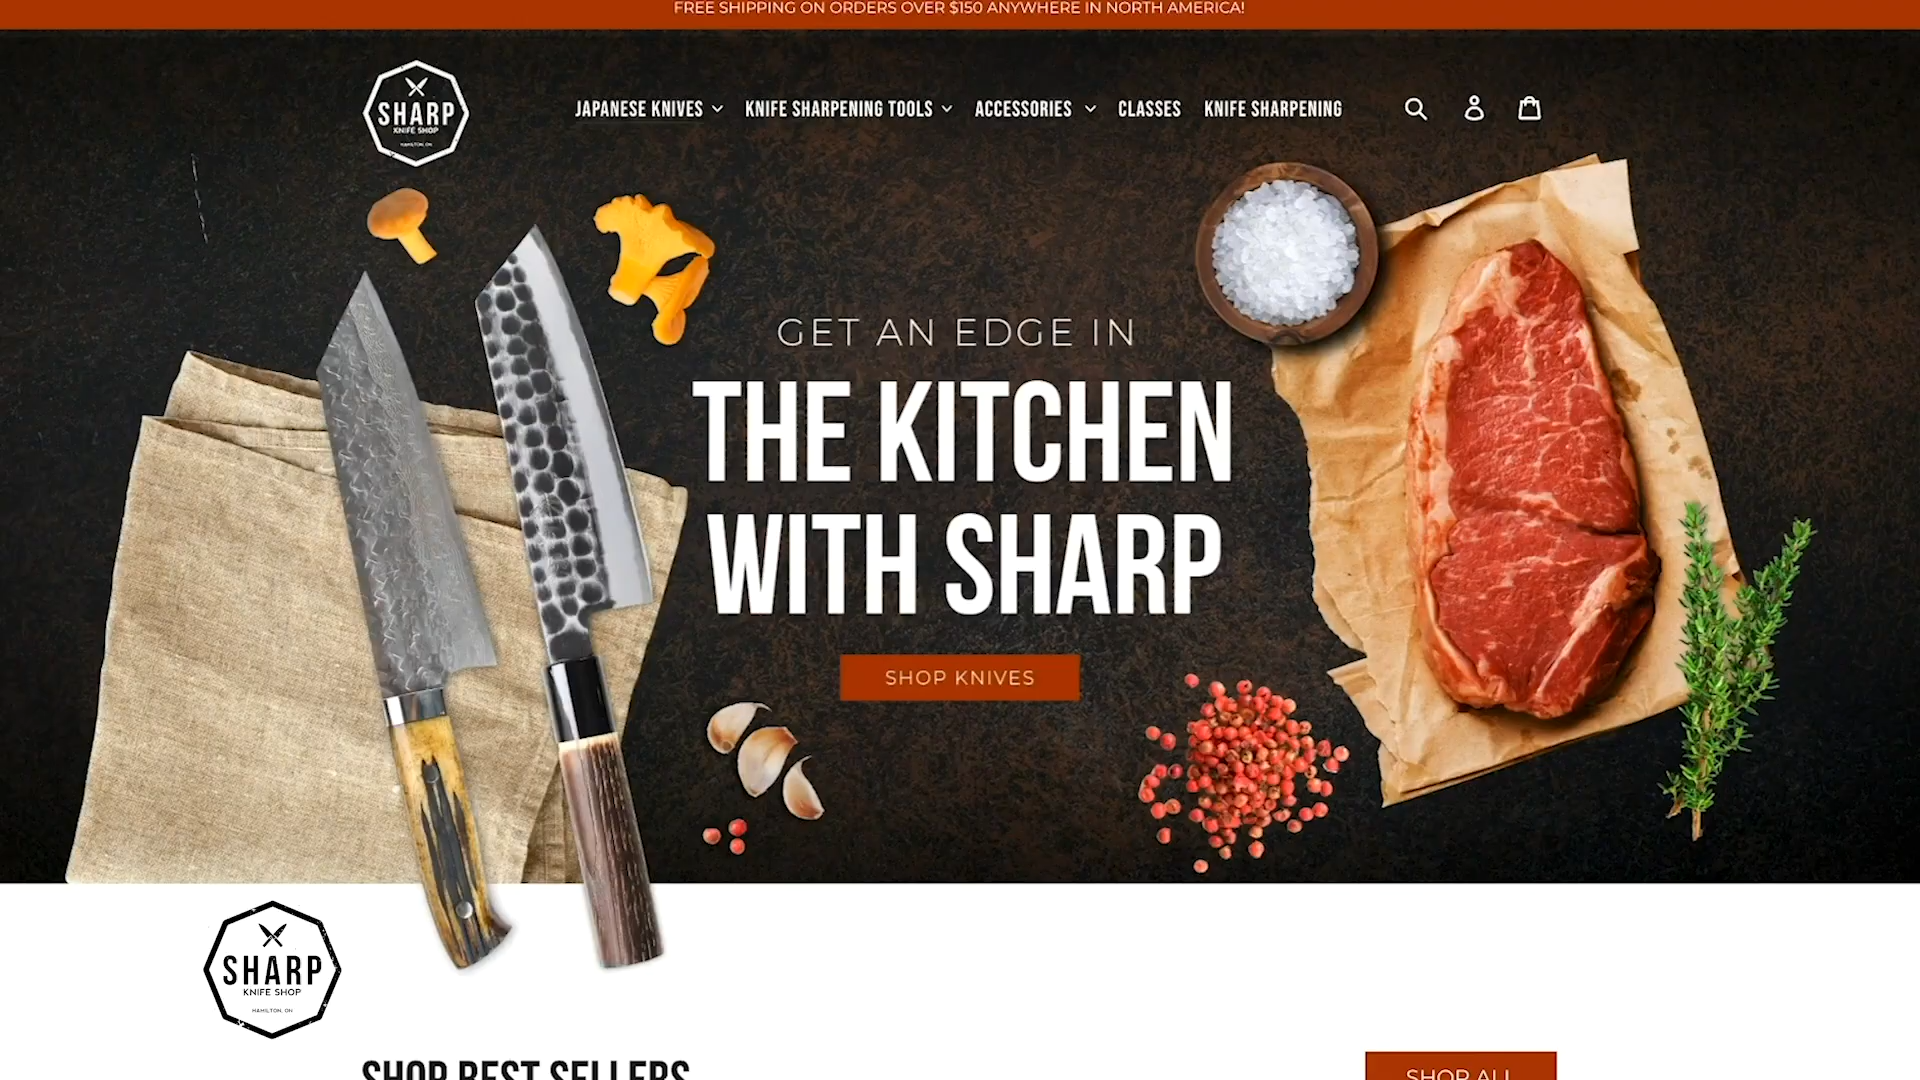 FREE SHIPPING ON ORDERS OVER $150 ANYWHERE IN NORTH AMERICA!
SHARP
KNIFE SHOP
HAMILTON, ON
JAPANESE KNIVES
KNIFE SHARPENING TOOLS
ACCESSORIES
CLASSES
KNIFE SHARPENING
GET AN EDGE IN
THE KITCHEN
WITH SHARP
SHOP KNIVES
SHARP
KNIFE SHOP
HAMILTON, ON
SHOP BEST SELLERS
SHOP ALL